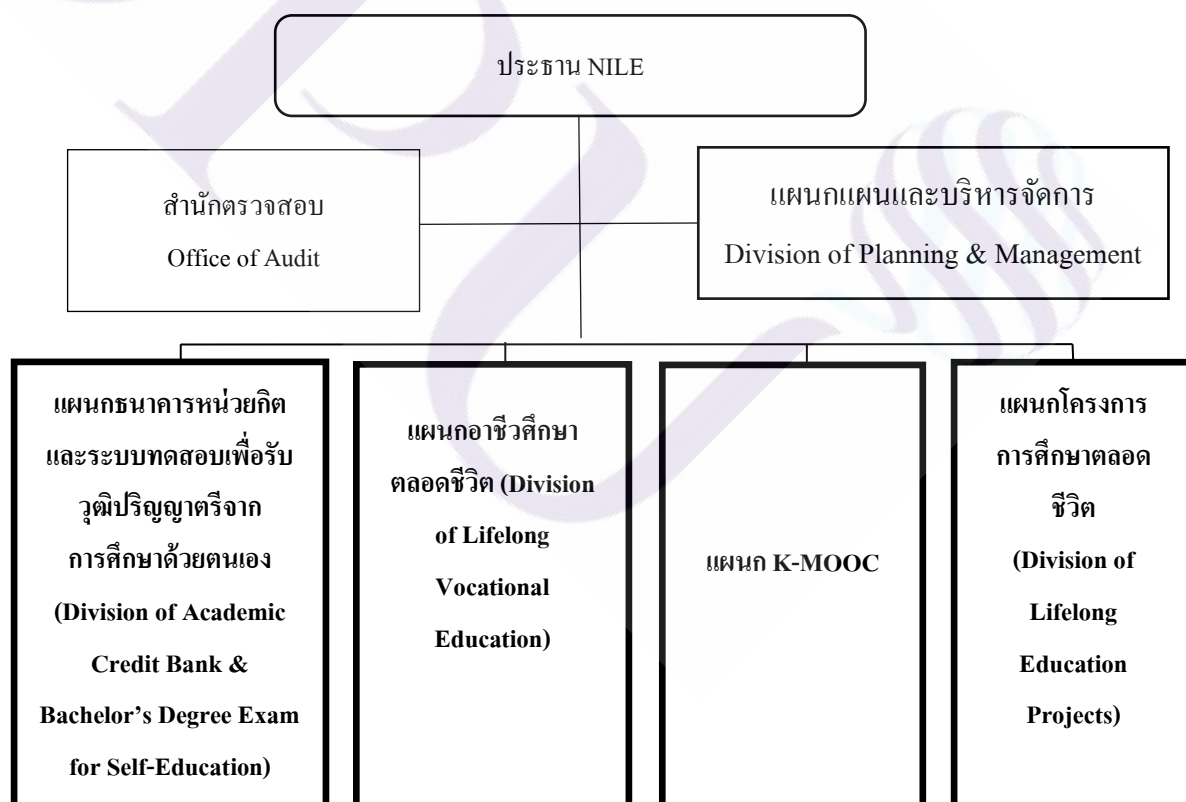 ประธาน NILE
สำนักตรวจสอบ
Office of Audit
แผนกแผนและบริหารจัดการ
Division of Planning & Management
แผนกธนาคารหน่วยกิต
และระบบทดสอบเพื่อรับ
วุฒิปริญญาตรีจาก
การศึกษาด้วยตนเอง
(Division of Academic
Credit Bank &
Bachelor’s Degree Exam
for Self-Education)
แผนกอาชีวศึกษา
ตลอดชีวิต (Division
of Lifelong
Vocational
Education)
แผนก K-MOOC
แผนกโครงการ
การศึกษาตลอด
ชีวิต
(Division of
Lifelong
Education
Projects)